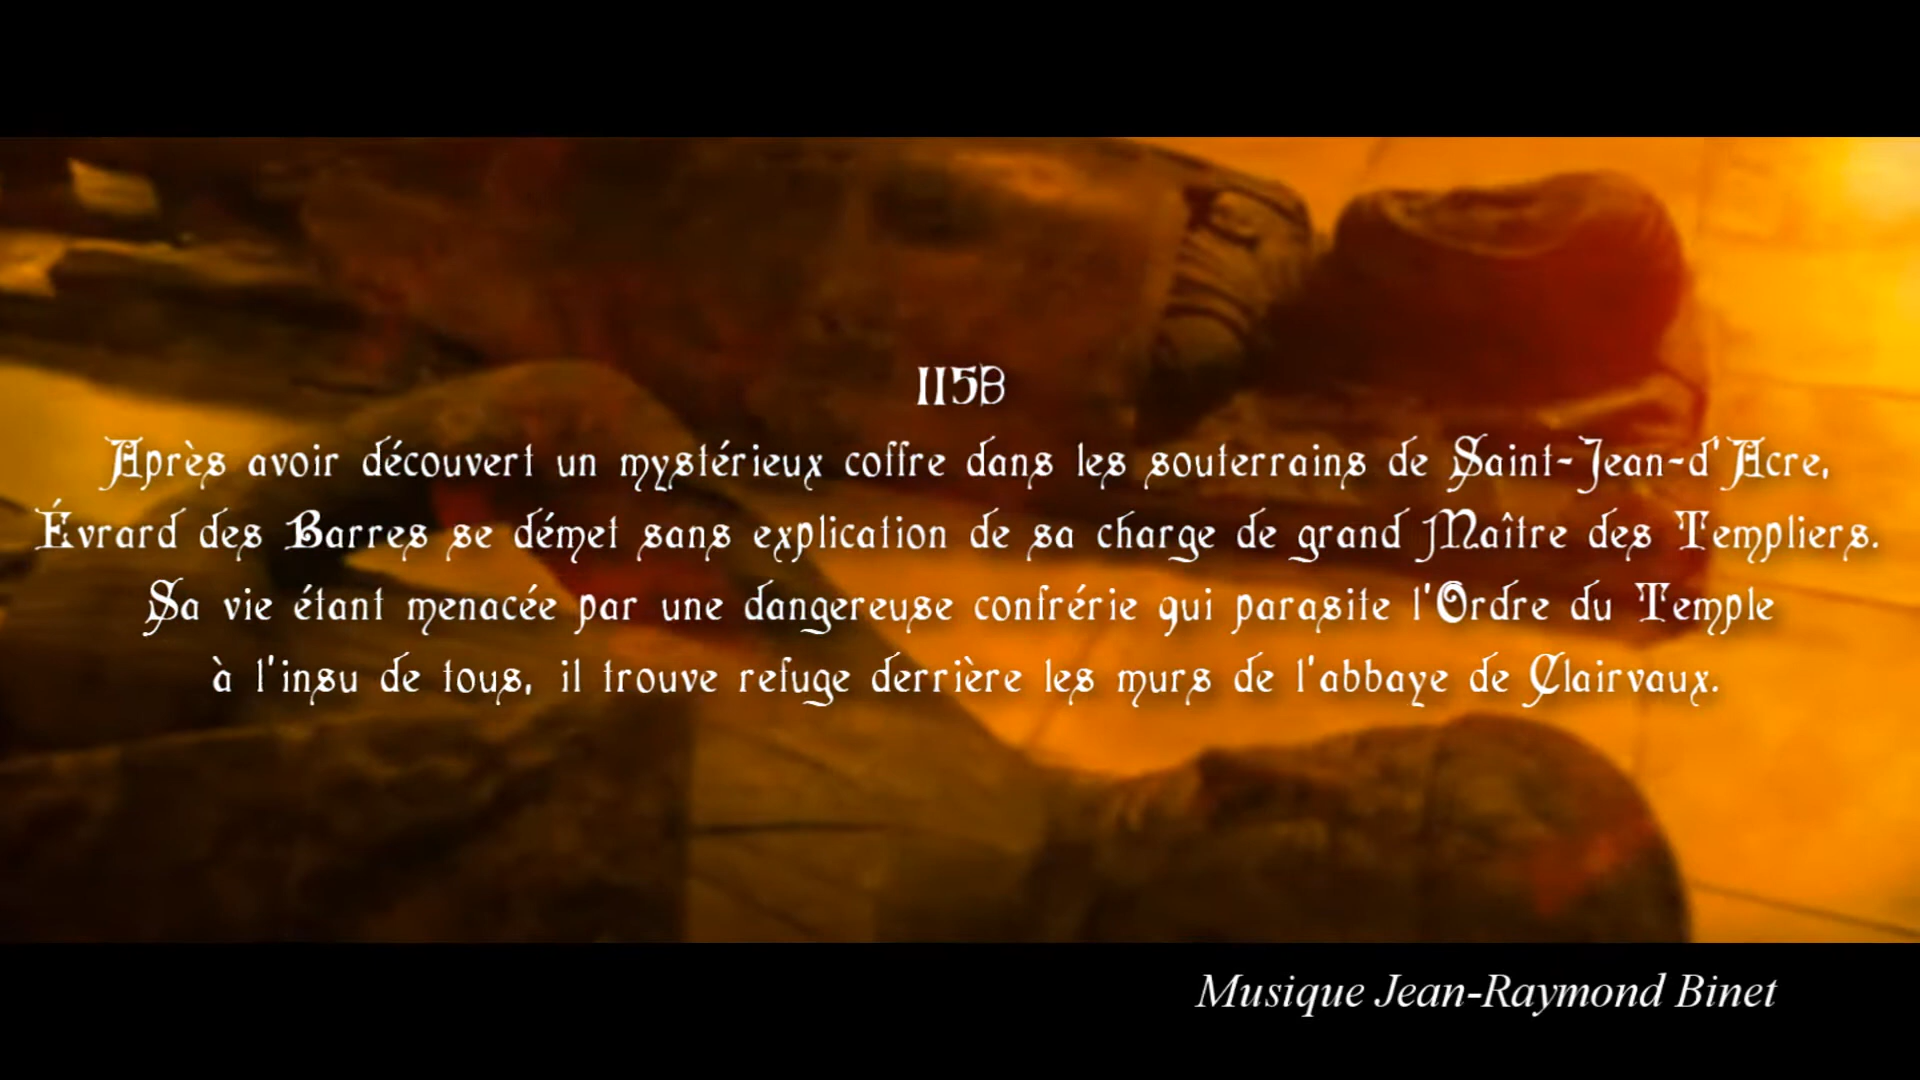 115B
Après avoir découvert un mystérieux coffre dans les souterrains de Saint-Jean-d'Acre,
Évrard des Barres se démet sans explication de sa charge de grand Maître des Templiers.
Sa vie étant menacée par une dangereuse confrérie qui parasite l'Ordre du Temple
à l'insu de tous, il trouve refuge derrière les murs de l'abbaye de Clairvaux.
Musique Jean-Raymond Binet